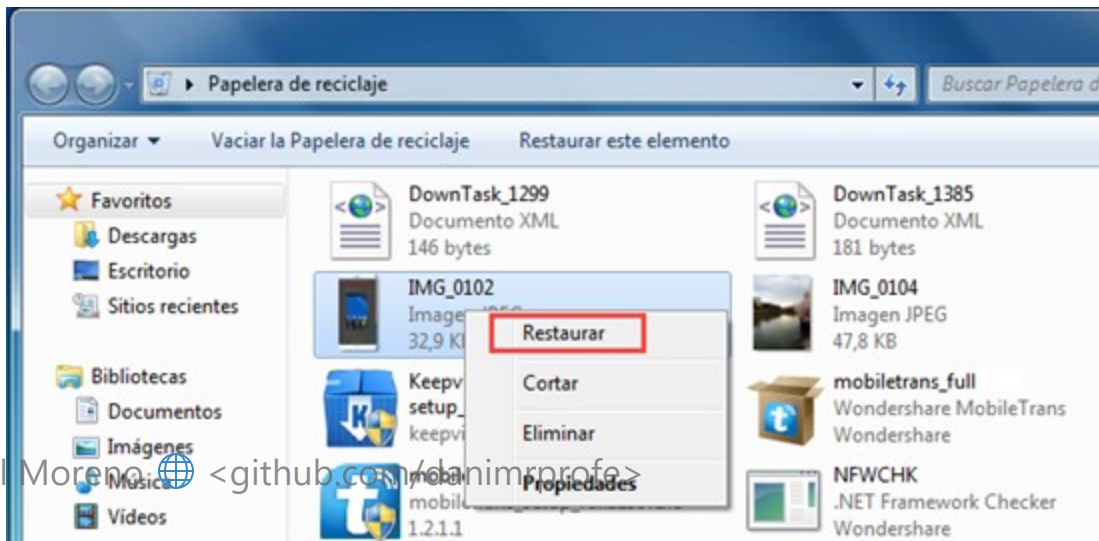 Papelera de reciclaje
Buscar Papelera d
Organizar
Vaciar la Papelera de reciclaje
Restaurar este elemento
Favoritos
Descargas
Escritorio
Sitios recientes
Bibliotecas
Documentos
Imágenes
Música
Vídeos
DownTask_1299
Documento XML
146 bytes
DownTask_1385
Documento XML
181 bytes
IMG_0102
Imagen JPEG
32,9 K
IMG_0104
Imagen JPEG
47,8 KB
Restaurar
Cortar
Eliminar
Propiedades
Keepv
setup_
keepvi
mobiletrans_full
Wondershare MobileTrans
Wondershare
mobil
1.2.1.1
NFWCHK
.NET Framework Checker
Wondershare
l Moreno <github.com/danimrprofe>